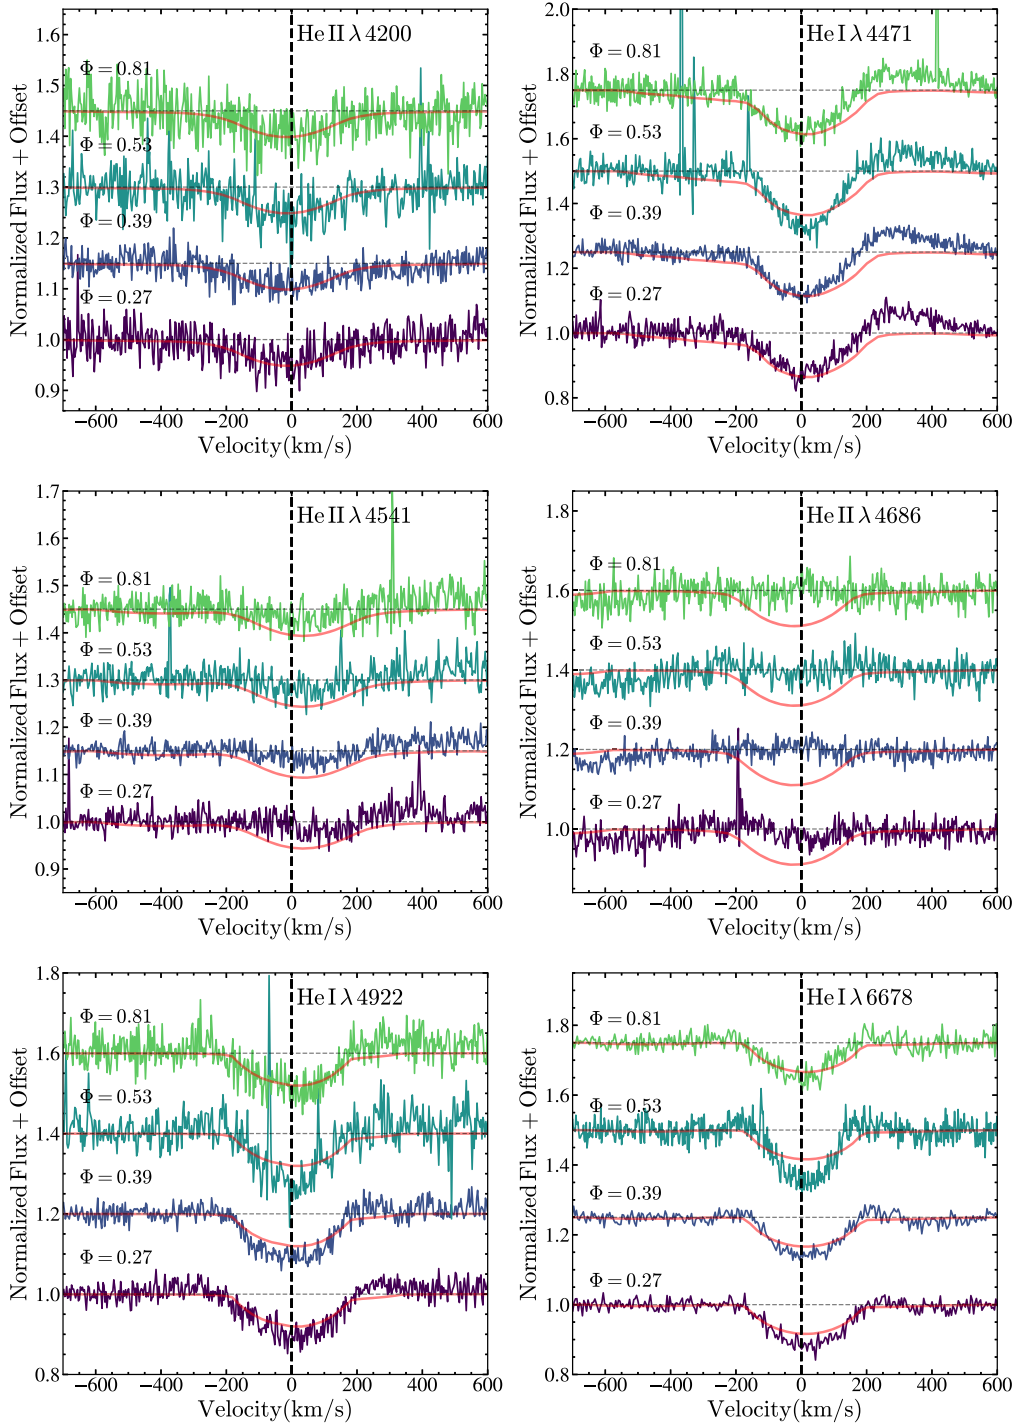 He II λ 4200
Φ = 0.81
Φ = 0.53
Φ = 0.39
Φ = 0.27
1.6
1.5
1.4
1.3
1.2
1.1
1.0
0.9
−600 −400 −200 0 200 400 600
Velocity(km/s)
Normalized Flux + Offset
He I λ 4471
Φ = 0.81
Φ = 0.53
Φ = 0.39
Φ = 0.27
2.0
1.8
1.6
1.4
1.2
1.0
0.8
−600 −400 −200 0 200 400 600
Velocity(km/s)
Normalized Flux + Offset
He II λ 4541
Φ = 0.81
Φ = 0.53
Φ = 0.39
Φ = 0.27
1.7
1.6
1.5
1.4
1.3
1.2
1.1
1.0
0.9
−600 −400 −200 0 200 400 600
Velocity(km/s)
Normalized Flux + Offset
He II λ 4686
Φ = 0.81
Φ = 0.53
Φ = 0.39
Φ = 0.27
1.8
1.6
1.4
1.2
1.0
−600 −400 −200 0 200 400 600
Velocity(km/s)
Normalized Flux + Offset
He I λ 4922
Φ = 0.81
Φ = 0.53
Φ = 0.39
Φ = 0.27
1.8
1.6
1.4
1.2
1.0
0.8
−600 −400 −200 0 200 400 600
Velocity(km/s)
Normalized Flux + Offset
He I λ 6678
Φ = 0.81
Φ = 0.53
Φ = 0.39
Φ = 0.27
1.8
1.6
1.4
1.2
1.0
0.8
−600 −400 −200 0 200 400 600
Velocity(km/s)
Normalized Flux + Offset